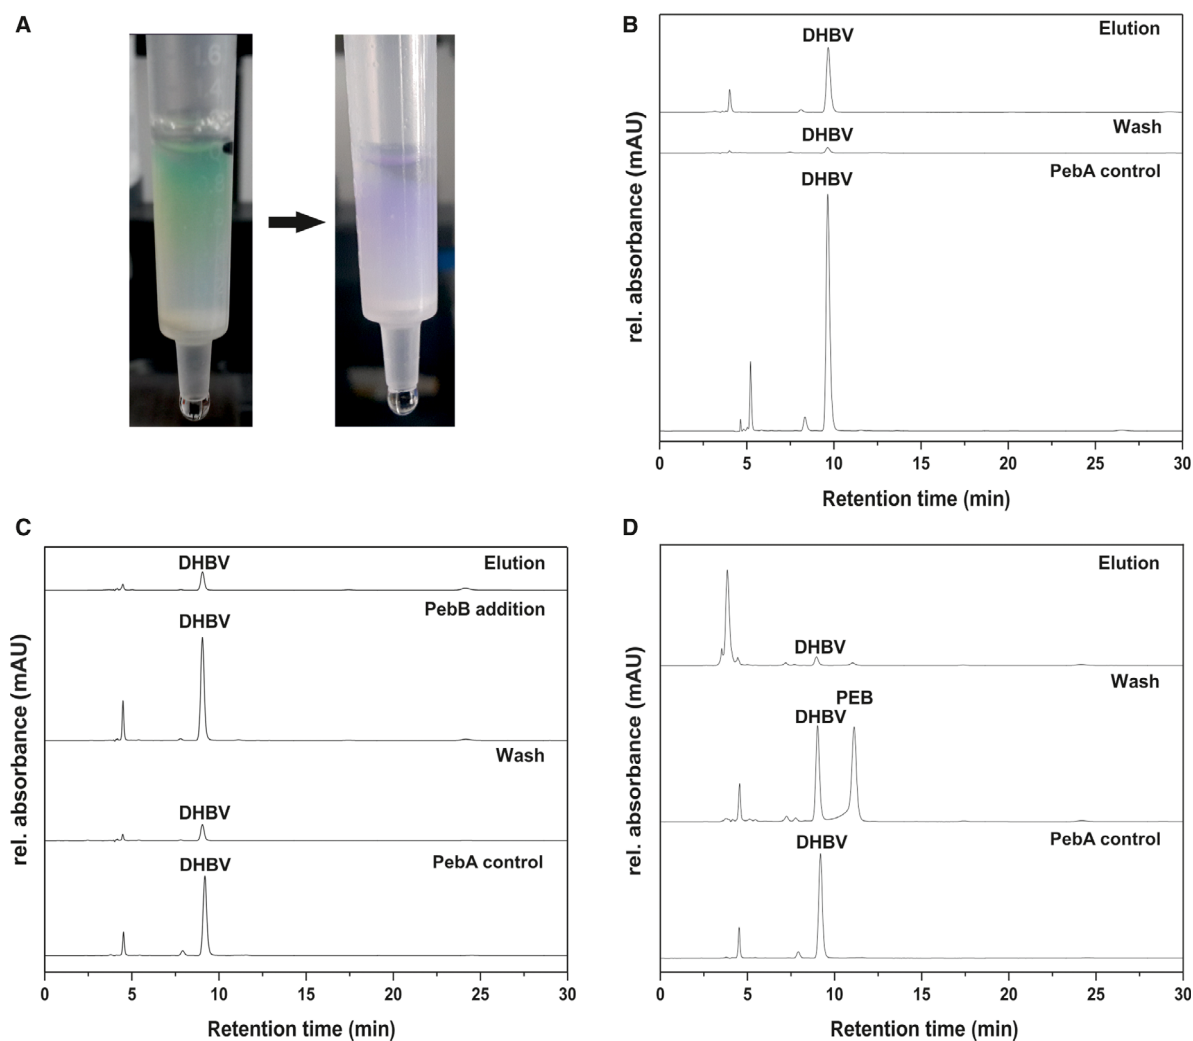 A
B
Elution
DHBV
Wash
DHBV
PebA control
DHBV
rel. absorbance (mAU)
0 5 10 15 20 25 30
Retention time (min)
C
Elution
DHBV
PebB addition
DHBV
Wash
DHBV
PebA control
DHBV
rel. absorbance (mAU)
0 5 10 15 20 25 30
Retention time (min)
D
Elution
DHBV
Wash
PEB
DHBV
PebA control
DHBV
rel. absorbance (mAU)
0 5 10 15 20 25 30
Retention time (min)